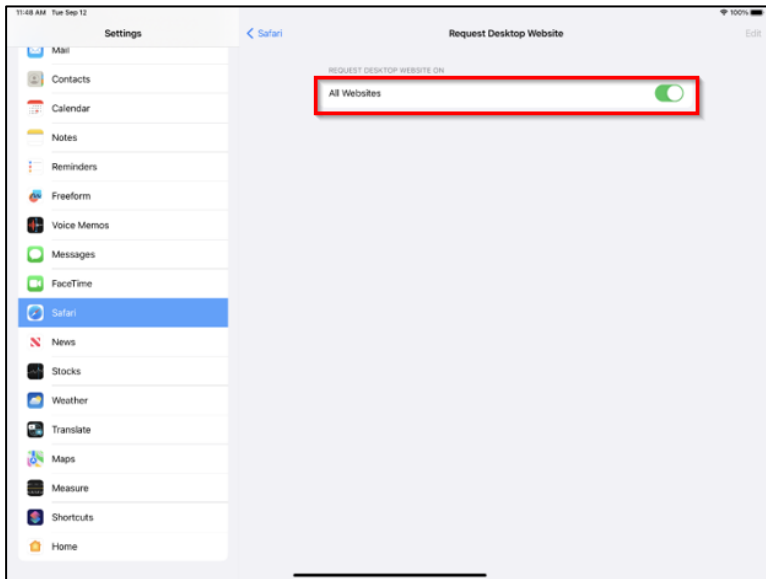 11:48 AM Tue Sep 12
100%
Settings
Safari
Request Desktop Website
Edit
Mail
Contacts
Calendar
Notes
Reminders
Freeform
Voice Memos
Messages
FaceTime
Safari
News
Stocks
Weather
Translate
Maps
Measure
Shortcuts
Home
REQUEST DESKTOP WEBSITE ON
All Websites